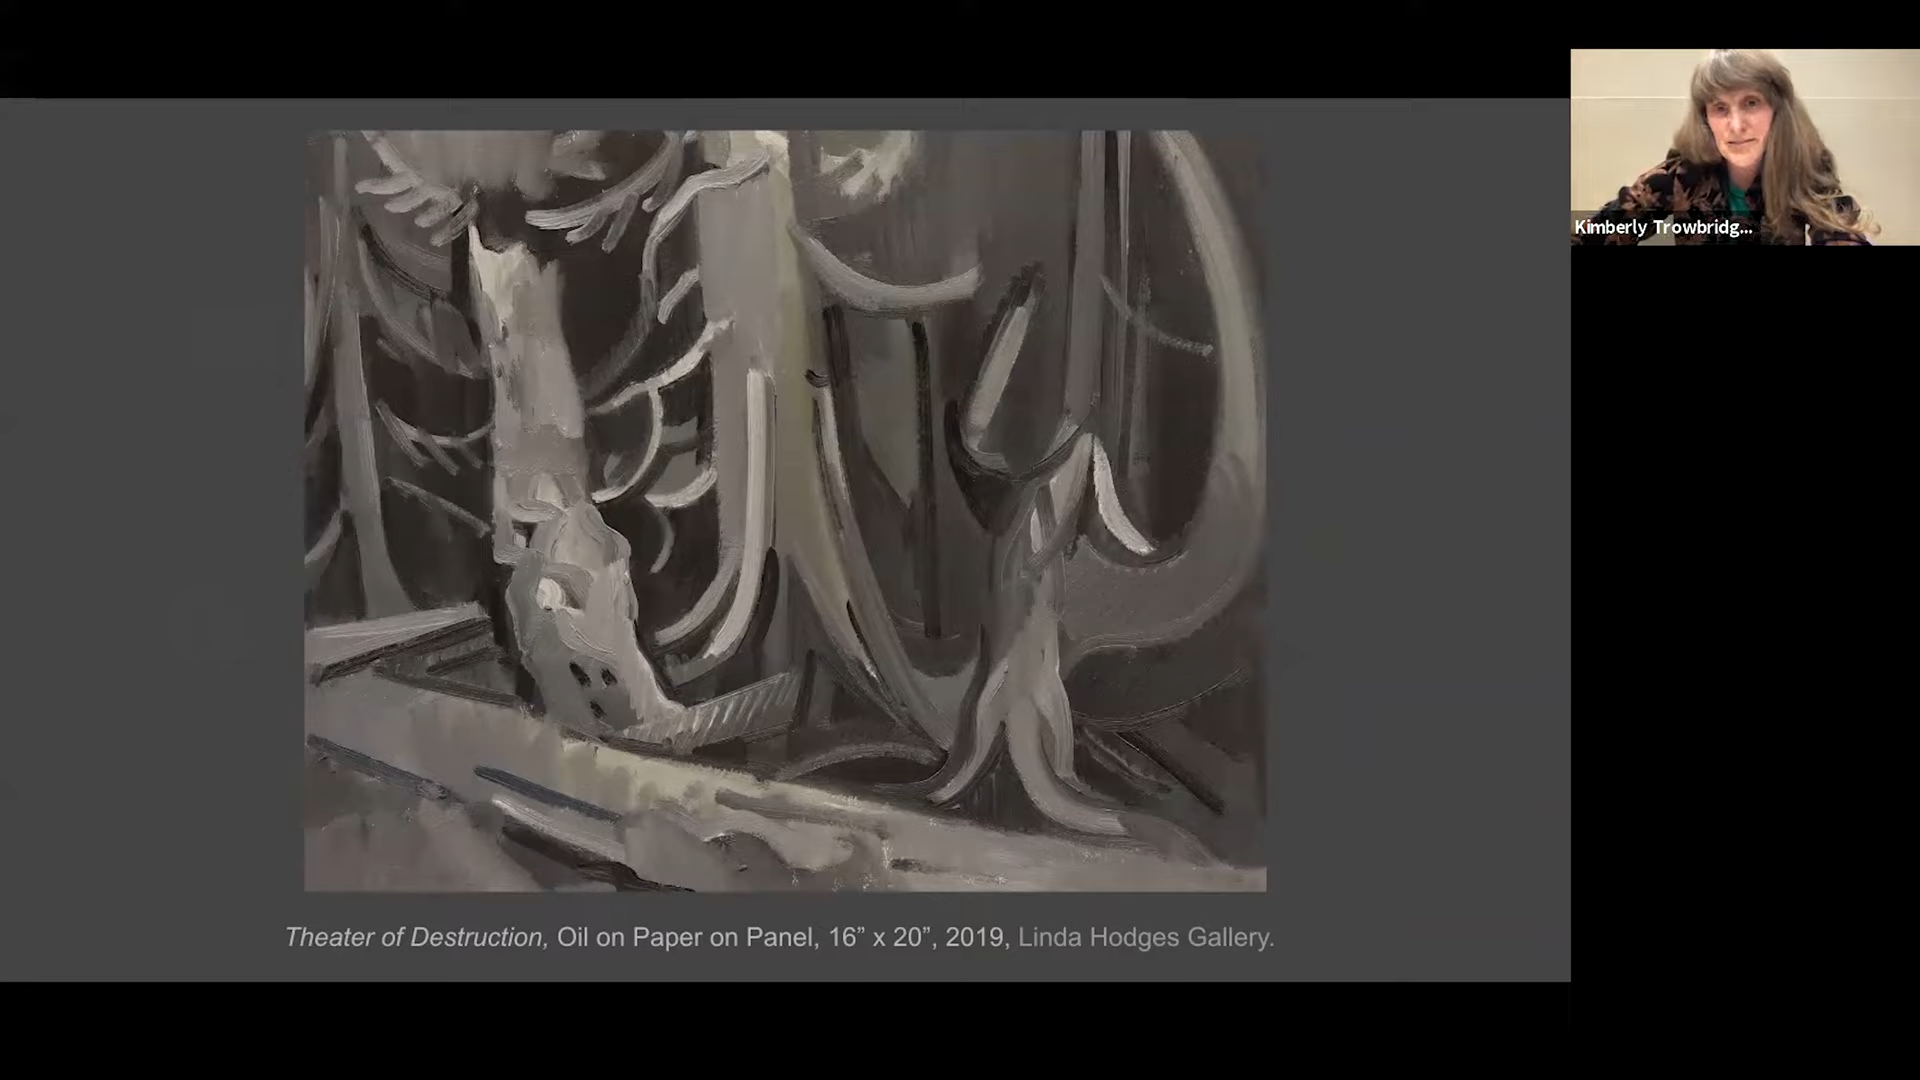 Kimberly Trowbridg...
Theater of Destruction, Oil on Paper on Panel, 16” x 20”, 2019, Linda Hodges Gallery.